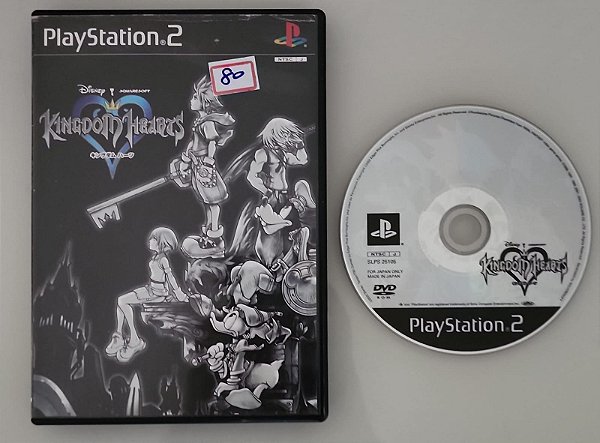 PlayStation®2
NTSC J
80
Disney SQUARESOFT
KINGDOM HEARTS
キングダム ハーツ
NTSC J
SLPS 25105
FOR JAPAN ONLY
MADE IN JAPAN
DVD
Disney
KINGDOM HEARTS
PlayStation®2